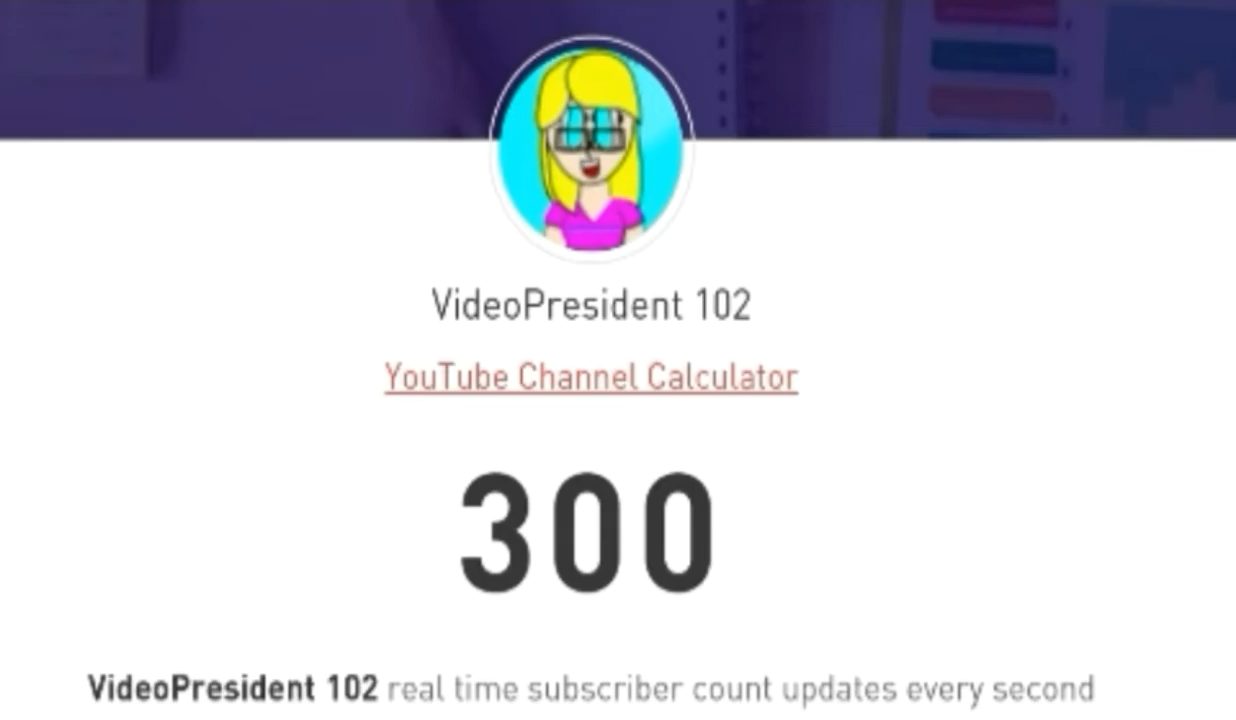 VideoPresident 102
YouTube Channel Calculator
300
VideoPresident 102 real time subscriber count updates every second